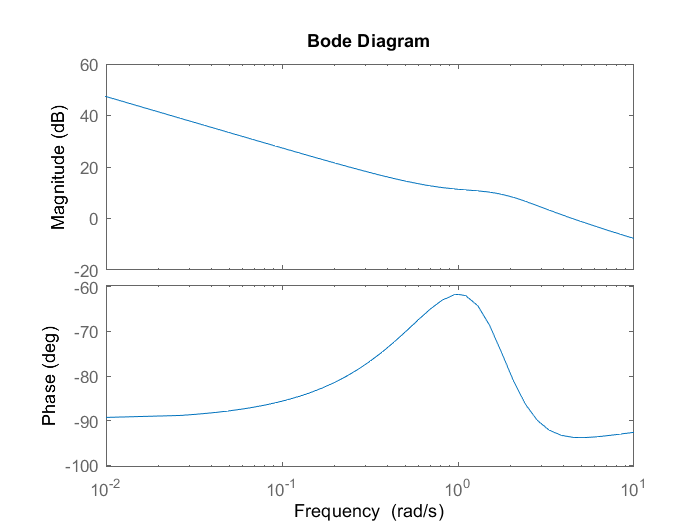 Bode Diagram
Magnitude (dB)
60
40
20
0
-20
Phase (deg)
-60
-70
-80
-90
-100
10^-2 10^-1 10^0 10^1
Frequency (rad/s)